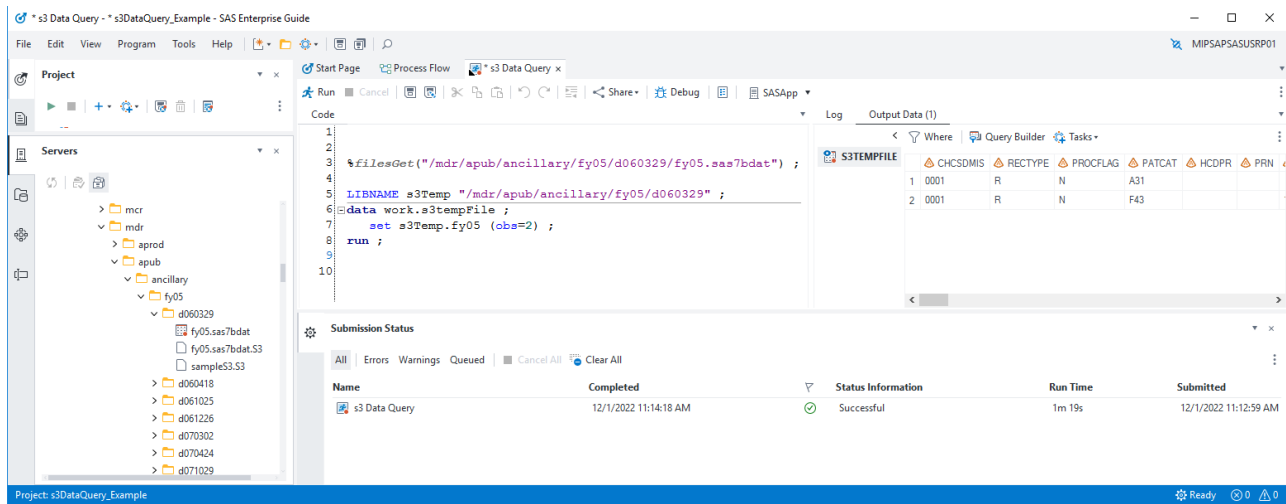 * s3 Data Query - * s3DataQuery_Example - SAS Enterprise Guide
File Edit View Program Tools Help MIPSAPSASUSRP01
Project
Servers
mcr
mdr
aprod
apub
ancillary
fy05
d060329
fy05.sas7bdat
fy05.sas7bdat.S3
sampleS3.S3
d060418
d061025
d061226
d070302
d070424
d071029
Start Page Process Flow * s3 Data Query
Run Cancel Share Debug SASApp
Code
1
2
3 %filesGet("/mdr/apub/ancillary/fy05/d060329/fy05.sas7bdat") ;
4
5 LIBNAME s3Temp "/mdr/apub/ancillary/fy05/d060329" ;
6 data work.s3tempFile ;
7 set s3Temp.fy05 (obs=2) ;
8 run ;
9
10
Log Output Data (1)
Where Query Builder Tasks
S3TEMPFILE
CHCSDMIS RECTYPE PROCFLAG PATCAT HCDPR PRN
1 0001 R N A31
2 0001 R N F43
Submission Status
All Errors Warnings Queued Cancel All Clear All
Name Completed Status Information Run Time Submitted
s3 Data Query 12/1/2022 11:14:18 AM Successful 1m 19s 12/1/2022 11:12:59 AM
Project: s3DataQuery_Example Ready 0 0